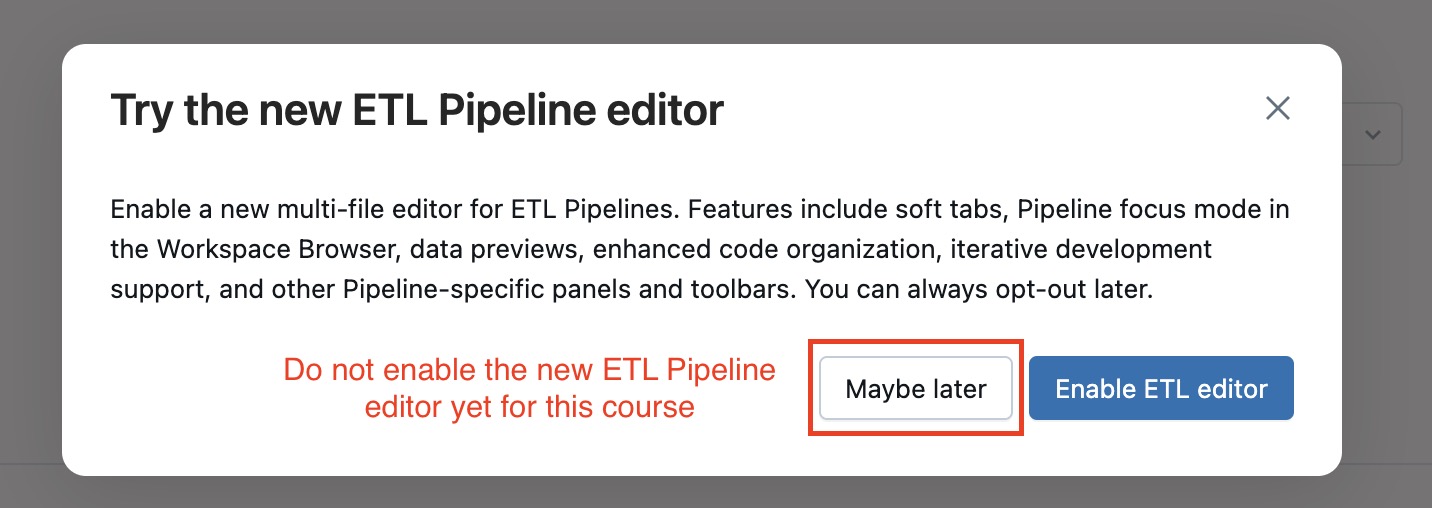 Try the new ETL Pipeline editor
Enable a new multi-file editor for ETL Pipelines. Features include soft tabs, Pipeline focus mode in
the Workspace Browser, data previews, enhanced code organization, iterative development
support, and other Pipeline-specific panels and toolbars. You can always opt-out later.
Do not enable the new ETL Pipeline
editor yet for this course
Maybe later
Enable ETL editor